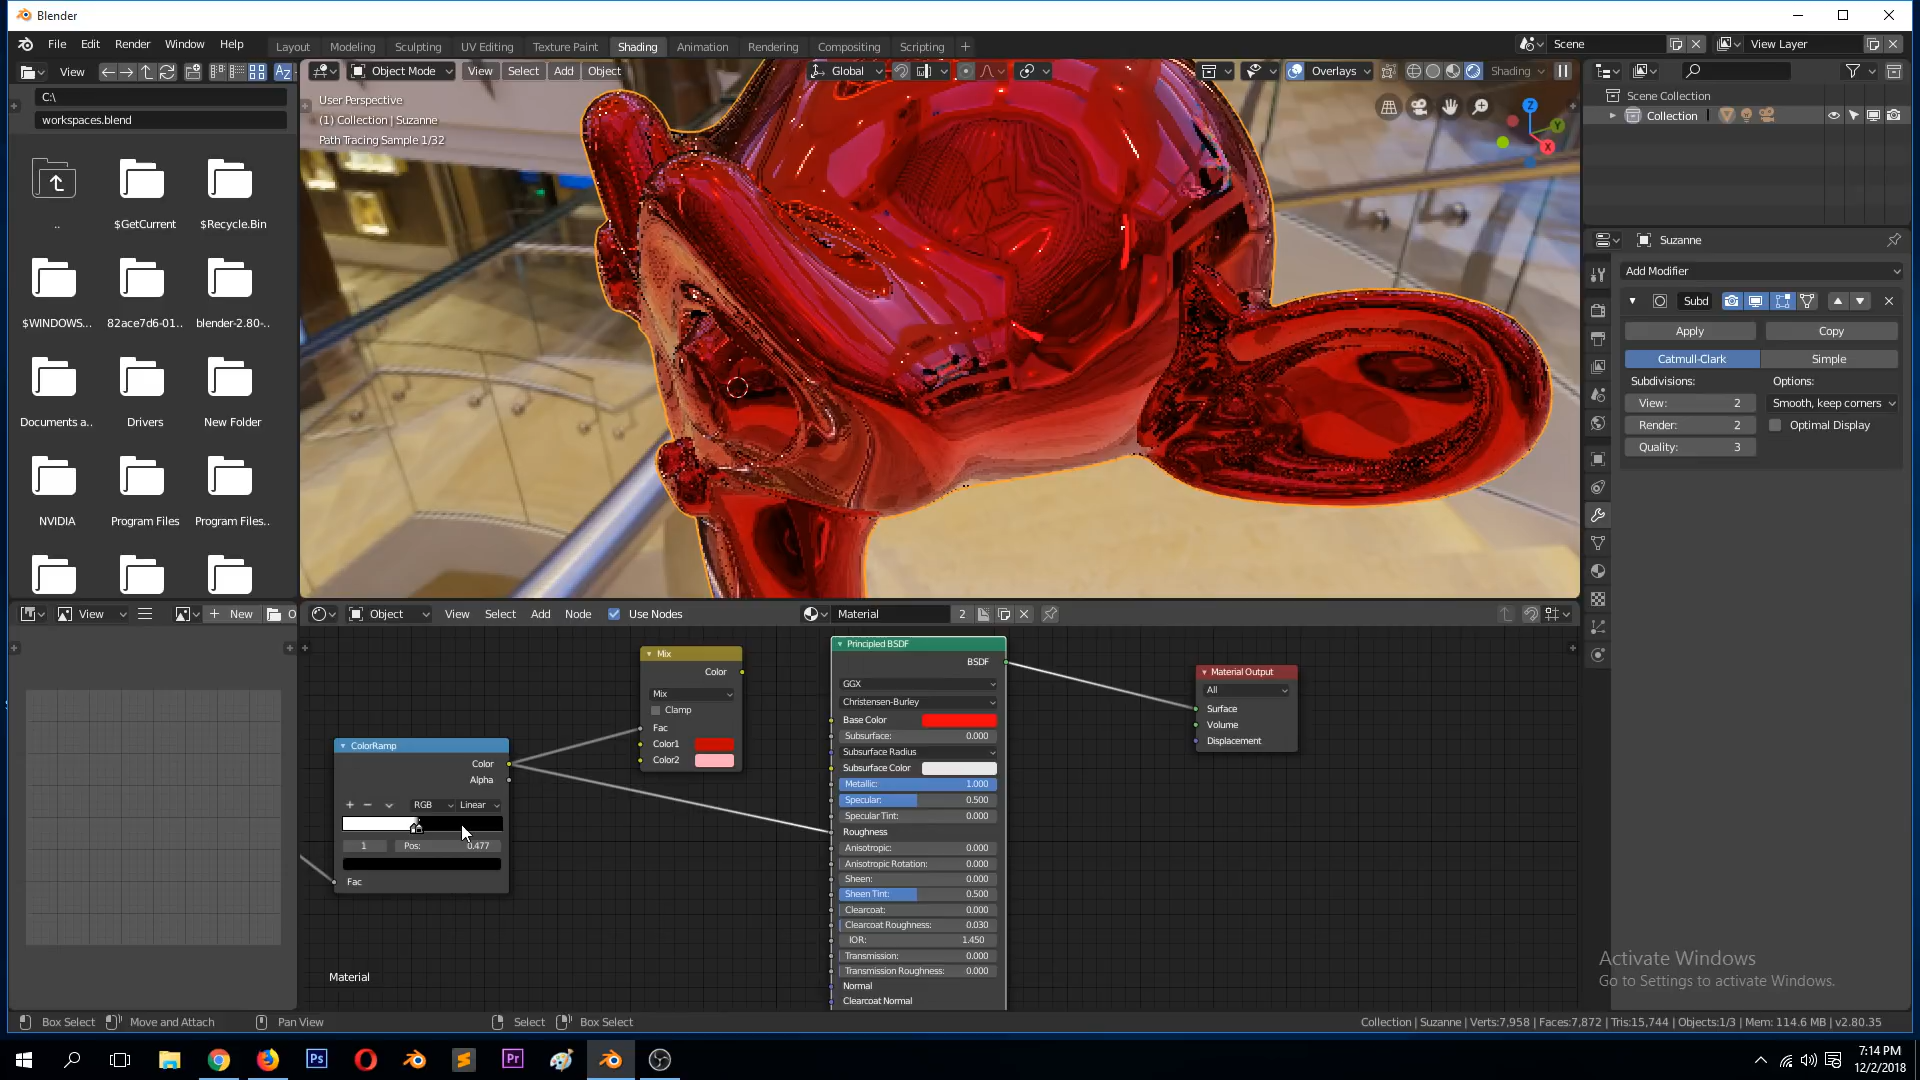 Blender
File Edit Render Window Help
Layout Modeling Sculpting UV Editing Texture Paint Shading Animation Rendering Compositing Scripting +
Scene
View Layer
View
Object Mode View Select Add Object
Global
Overlays
Shading
C:\
workspaces.blend
User Perspective
(1) Collection | Suzanne
Path Tracing Sample 1/32
Z
Y
X
Scene Collection
Collection
..
$GetCurrent
$Recycle.Bin
$WINDOWS...
82ace7d6-01..
blender-2.80-..
Documents a..
Drivers
New Folder
NVIDIA
Program Files
Program Files..
Suzanne
Add Modifier
Subd
Apply
Copy
Catmull-Clark
Simple
Subdivisions:
Options:
View: 2
Smooth, keep corners
Render: 2
Optimal Display
Quality: 3
View
New
O
Object View Select Add Node Use Nodes
Material 2
Mix
Color
Mix
Clamp
Fac
Color1
Color2
ColorRamp
Color
Alpha
RGB
Linear
1
Pos: 0.477
Fac
Principled BSDF
BSDF
GGX
Christensen-Burley
Base Color
Subsurface: 0.000
Subsurface Radius
Subsurface Color
Metallic: 1.000
Specular: 0.500
Specular Tint: 0.000
Roughness
Anisotropic: 0.000
Anisotropic Rotation: 0.000
Sheen: 0.000
Sheen Tint: 0.500
Clearcoat: 0.000
Clearcoat Roughness: 0.030
IOR: 1.450
Transmission: 0.000
Transmission Roughness: 0.000
Normal
Clearcoat Normal
Material Output
All
Surface
Volume
Displacement
Material
Activate Windows
Go to Settings to activate Windows.
Box Select
Move and Attach
Pan View
Select
Box Select
Collection | Suzanne | Verts:7,958 | Faces:7,872 | Tris:15,744 | Objects:1/3 | Mem: 114.6 MB | v2.80.35
Ps
Pr
7:14 PM
12/2/2018